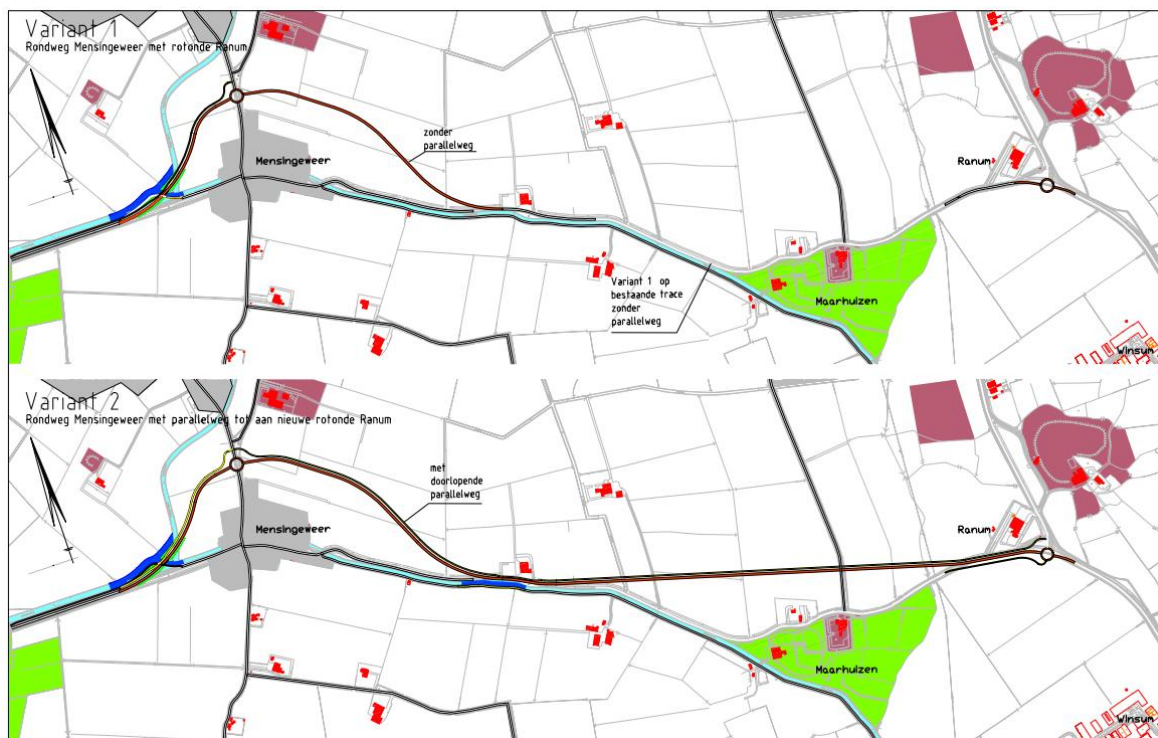 Variant 1
Rondweg Mensingeweer met rotonde Ranum
zonder
parallelweg
Mensingeweer
Ranum
Variant 1 op
bestaande trace
zonder
parallelweg
Maarhuizen
Winsum
Variant 2
Rondweg Mensingeweer met parallelweg tot aan nieuwe rotonde Ranum
met
doorlopende
parallelweg
Mensingeweer
Ranum
Maarhuizen
Winsum